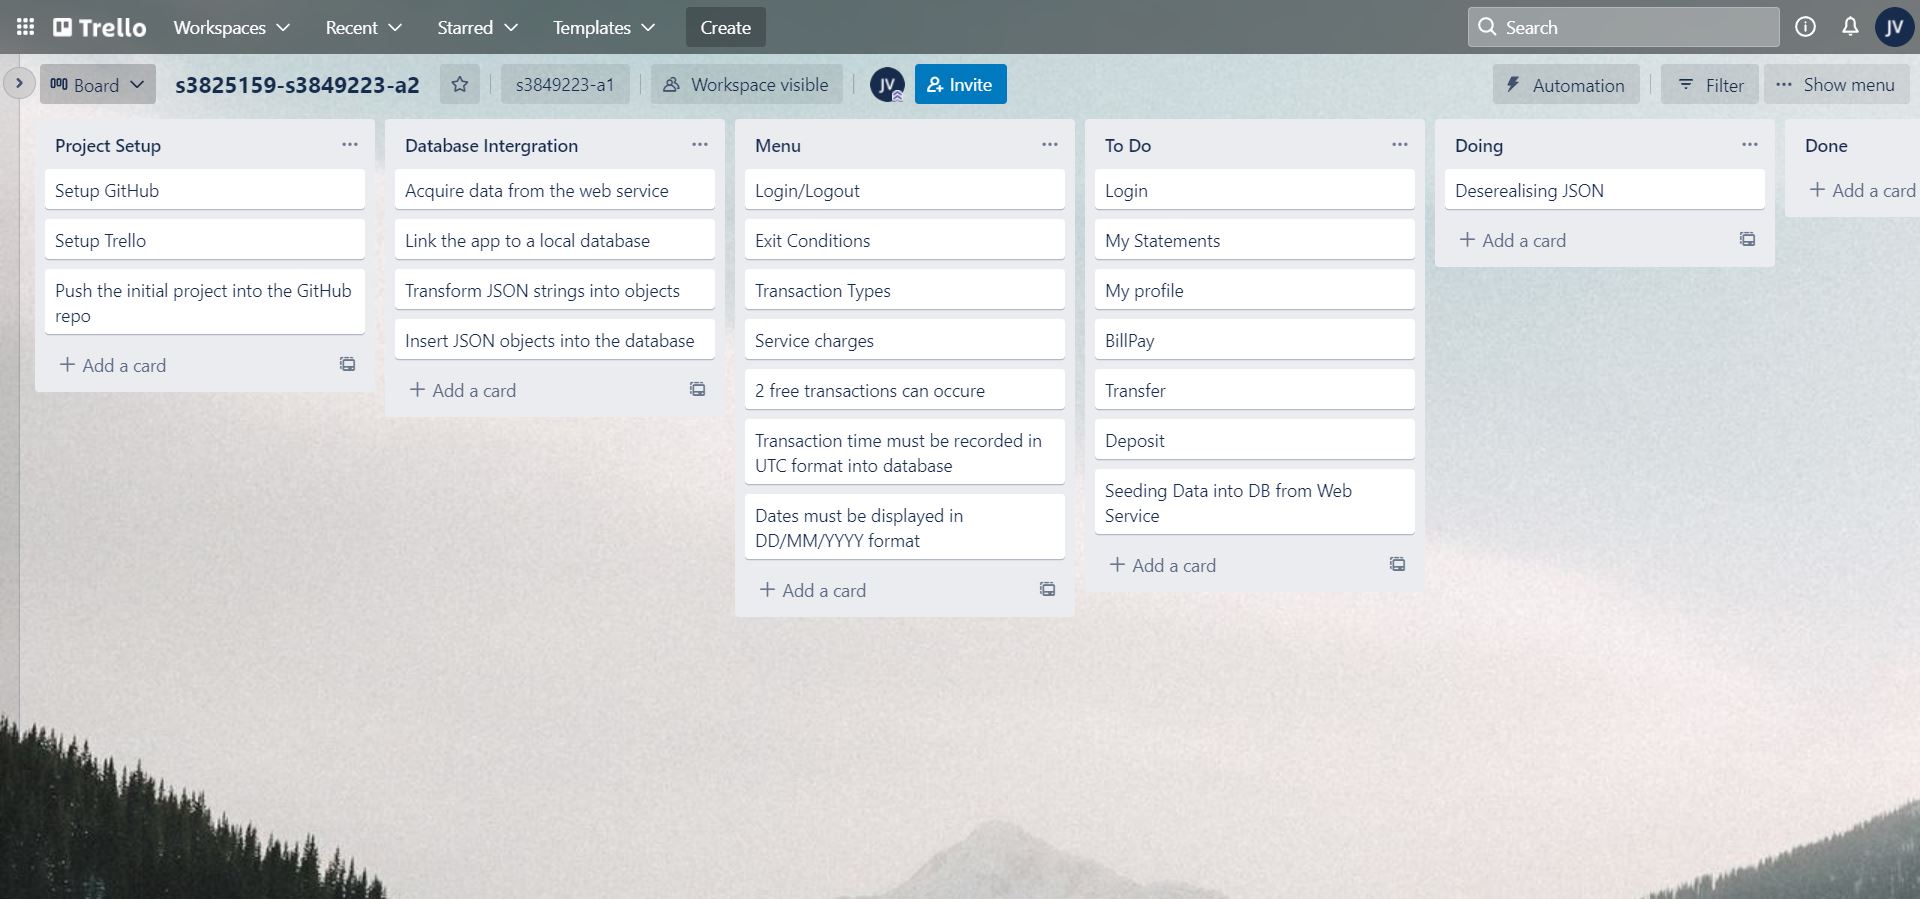 Trello Workspaces Recent Starred Templates Create Search JV
Board s3825159-s3849223-a2 s3849223-a1 Workspace visible JV Invite Automation Filter Show menu
Project Setup
Setup GitHub
Setup Trello
Push the initial project into the GitHub
repo
Add a card
Database Intergration
Acquire data from the web service
Link the app to a local database
Transform JSON strings into objects
Insert JSON objects into the database
Add a card
Menu
Login/Logout
Exit Conditions
Transaction Types
Service charges
2 free transactions can occure
Transaction time must be recorded in
UTC format into database
Dates must be displayed in
DD/MM/YYYY format
Add a card
To Do
Login
My Statements
My profile
BillPay
Transfer
Deposit
Seeding Data into DB from Web
Service
Add a card
Doing
Deserealising JSON
Add a card
Done
Add a card